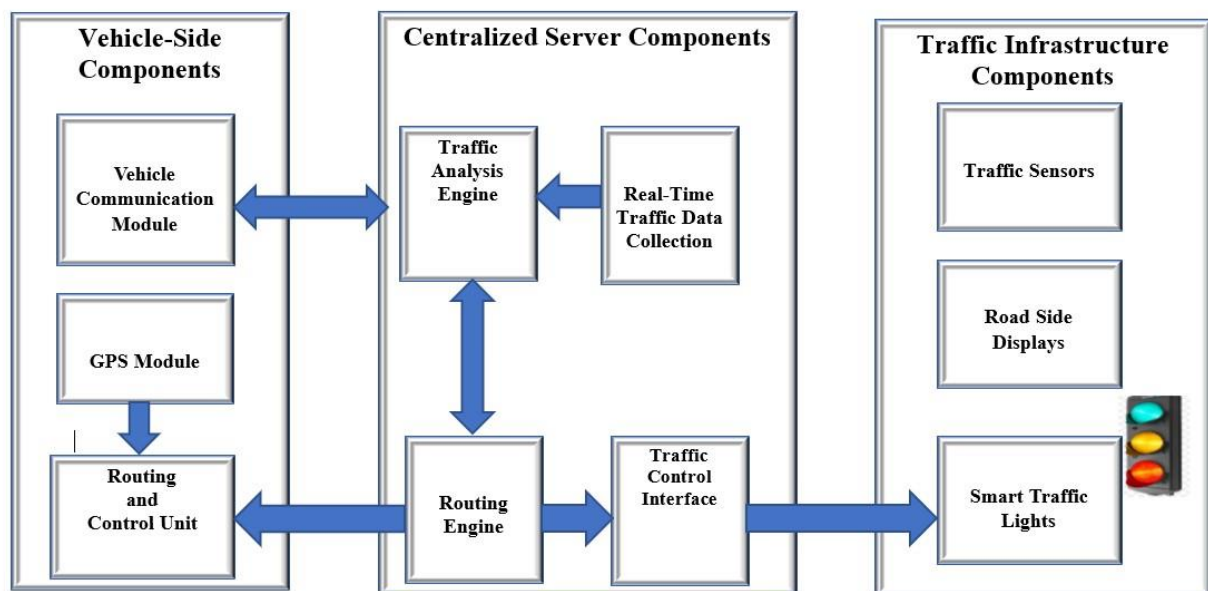 Vehicle-Side
Components
Vehicle
Communication
Module
GPS Module
Routing
and
Control Unit
Centralized Server Components
Traffic
Analysis
Engine
Real-Time
Traffic Data
Collection
Routing
Engine
Traffic
Control
Interface
Traffic Infrastructure
Components
Traffic Sensors
Road Side
Displays
Smart Traffic
Lights